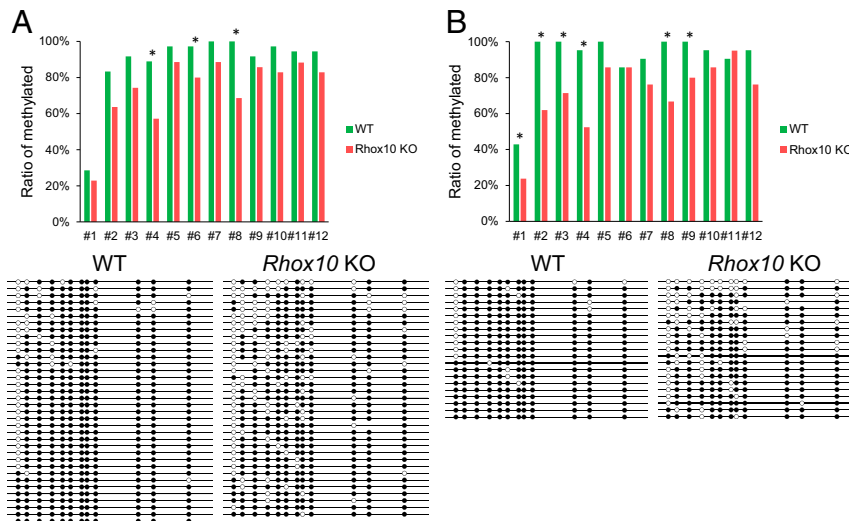 A
Ratio of methylated
100%
80%
60%
40%
20%
0%
* * *
WT
Rhox10 KO
#1 #2 #3 #4 #5 #6 #7 #8 #9 #10 #11 #12
WT Rhox10 KO
B
Ratio of methylated
100%
80%
60%
40%
20%
0%
* * * * * *
WT
Rhox10 KO
#1 #2 #3 #4 #5 #6 #7 #8 #9 #10 #11 #12
WT Rhox10 KO